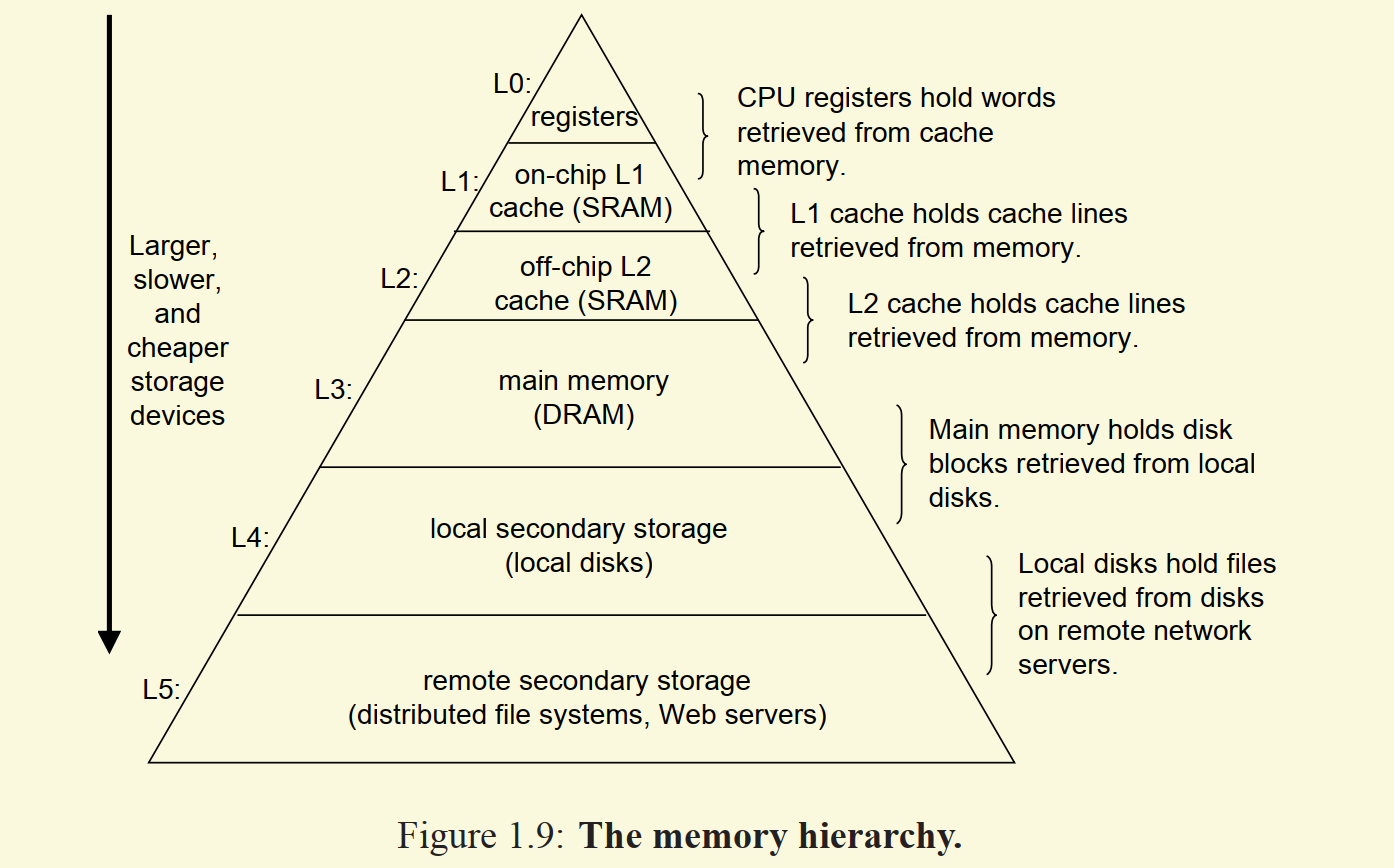 L0:
registers
CPU registers hold words
retrieved from cache
memory.
L1:
on-chip L1
cache (SRAM)
L1 cache holds cache lines
retrieved from memory.
Larger,
slower,
and
cheaper
storage
devices
L2:
off-chip L2
cache (SRAM)
L2 cache holds cache lines
retrieved from memory.
L3:
main memory
(DRAM)
Main memory holds disk
blocks retrieved from local
disks.
L4:
local secondary storage
(local disks)
Local disks hold files
retrieved from disks
on remote network
servers.
L5:
remote secondary storage
(distributed file systems, Web servers)
Figure 1.9: The memory hierarchy.